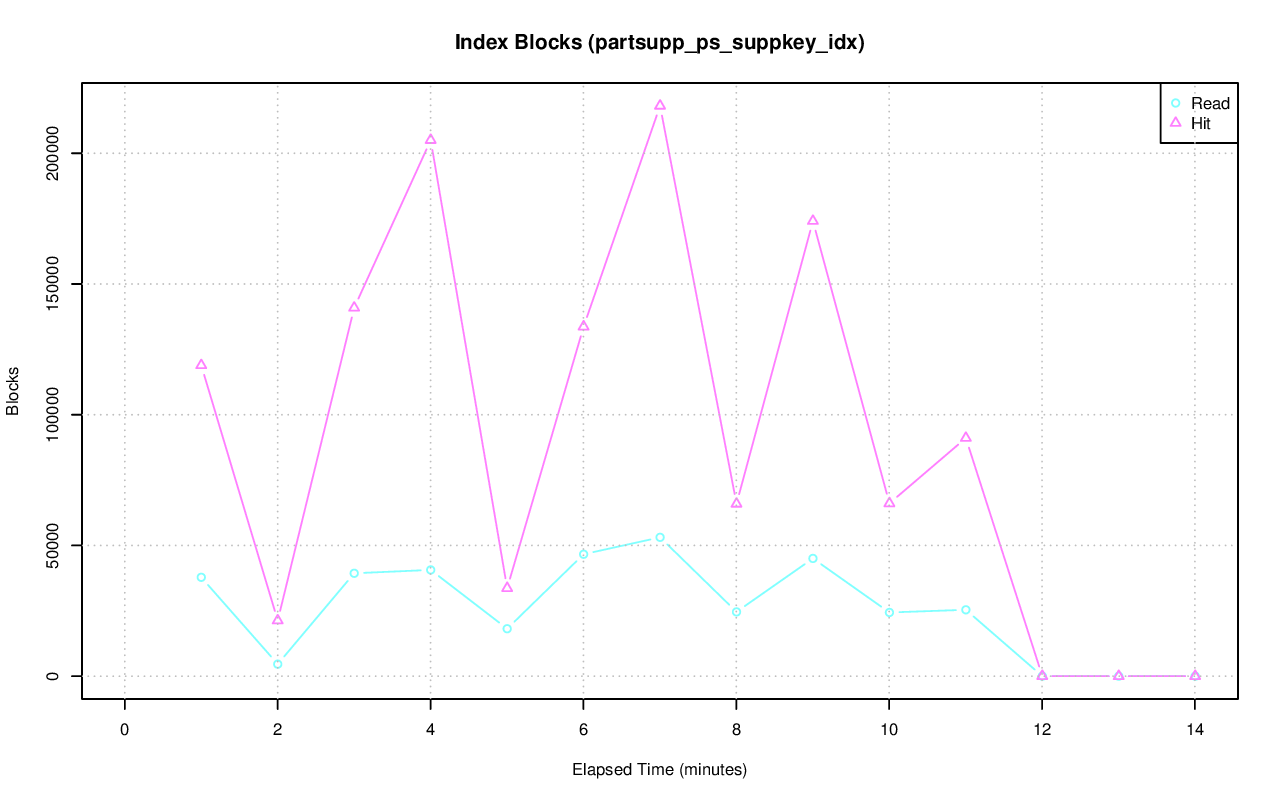 Index Blocks (partsupp_ps_suppkey_idx)
Read
Hit
Blocks
200000
150000
100000
50000
0
0 2 4 6 8 10 12 14
Elapsed Time (minutes)